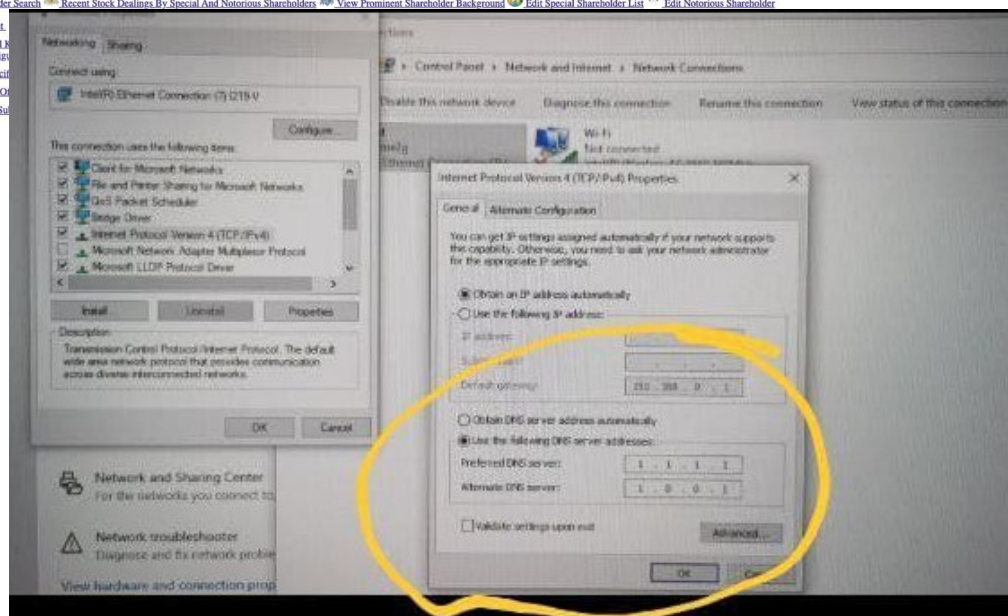 der Search Recent Stock Dealings By Special And Notorious Shareholders View Prominent Shareholder Background Edit Special Shareholder List Edit Notorious Shareholder
Networking Sharing
Connect using:
Intel(R) Ethernet Connection (7) I219-V
Configure...
This connection uses the following items:
Client for Microsoft Networks
File and Printer Sharing for Microsoft Networks
QoS Packet Scheduler
Bridge Driver
Internet Protocol Version 4 (TCP/IPv4)
Microsoft Network Adapter Multiplexor Protocol
Microsoft LLDP Protocol Driver
Install... Uninstall Properties
Description
Transmission Control Protocol/Internet Protocol. The default
wide area network protocol that provides communication
across diverse interconnected networks.
OK Cancel
Network and Sharing Center
For the networks you connect to,
Network troubleshooter
Diagnose and fix network proble
View hardware and connection prop
Control Panel > Network and Internet > Network Connections
Disable this network device Diagnose this connection Rename this connection View status of this connection
Wi-Fi
Not connected
Internet Protocol Version 4 (TCP/IPv4) Properties
General Alternate Configuration
You can get IP settings assigned automatically if your network supports
this capability. Otherwise, you need to ask your network administrator
for the appropriate IP settings.
Obtain an IP address automatically
Use the following IP address:
IP address:
Default gateway:
Obtain DNS server address automatically
Use the following DNS server addresses:
Preferred DNS server: 1 . 1 . 1 . 1
Alternate DNS server: 1 . 0 . 0 . 1
Validate settings upon exit
Advanced...
OK